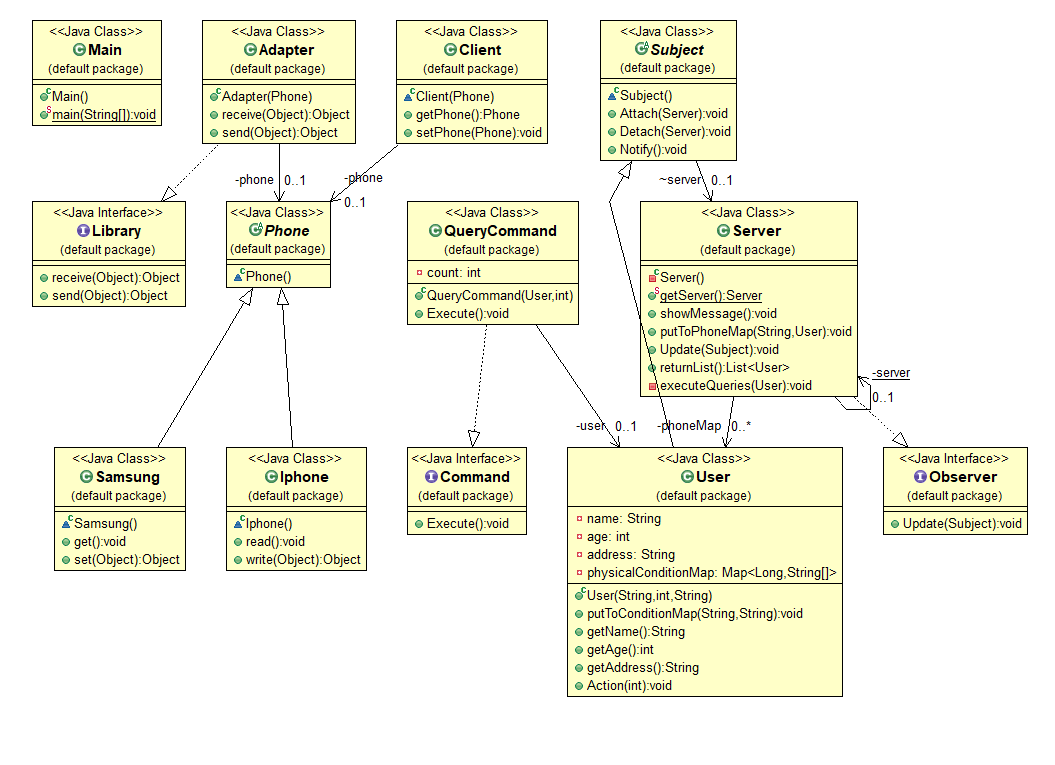 <<Java Class>>
Main
(default package)
Main()
main(String[]):void
<<Java Class>>
Adapter
(default package)
Adapter(Phone)
receive(Object):Object
send(Object):Object
<<Java Class>>
Client
(default package)
Client(Phone)
getPhone():Phone
setPhone(Phone):void
<<Java Class>>
Subject
(default package)
Subject()
Attach(Server):void
Detach(Server):void
Notify():void
-phone 0..1
-phone
0..1
~server 0..1
<<Java Interface>>
Library
(default package)
receive(Object):Object
send(Object):Object
<<Java Class>>
Phone
(default package)
Phone()
<<Java Class>>
QueryCommand
(default package)
count: int
QueryCommand(User,int)
Execute():void
<<Java Class>>
Server
(default package)
Server()
getServer():Server
showMessage():void
putToPhoneMap(String,User):void
Update(Subject):void
returnList():List<User>
executeQueries(User):void
-server
0..1
-user 0..1
-phoneMap 0..*
<<Java Class>>
Samsung
(default package)
Samsung()
get():void
set(Object):Object
<<Java Class>>
Iphone
(default package)
Iphone()
read():void
write(Object):Object
<<Java Interface>>
Command
(default package)
Execute():void
<<Java Class>>
User
(default package)
name: String
age: int
address: String
physicalConditionMap: Map<Long,String[]>
User(String,int,String)
putToConditionMap(String,String):void
getName():String
getAge():int
getAddress():String
Action(int):void
<<Java Interface>>
Observer
(default package)
Update(Subject):void